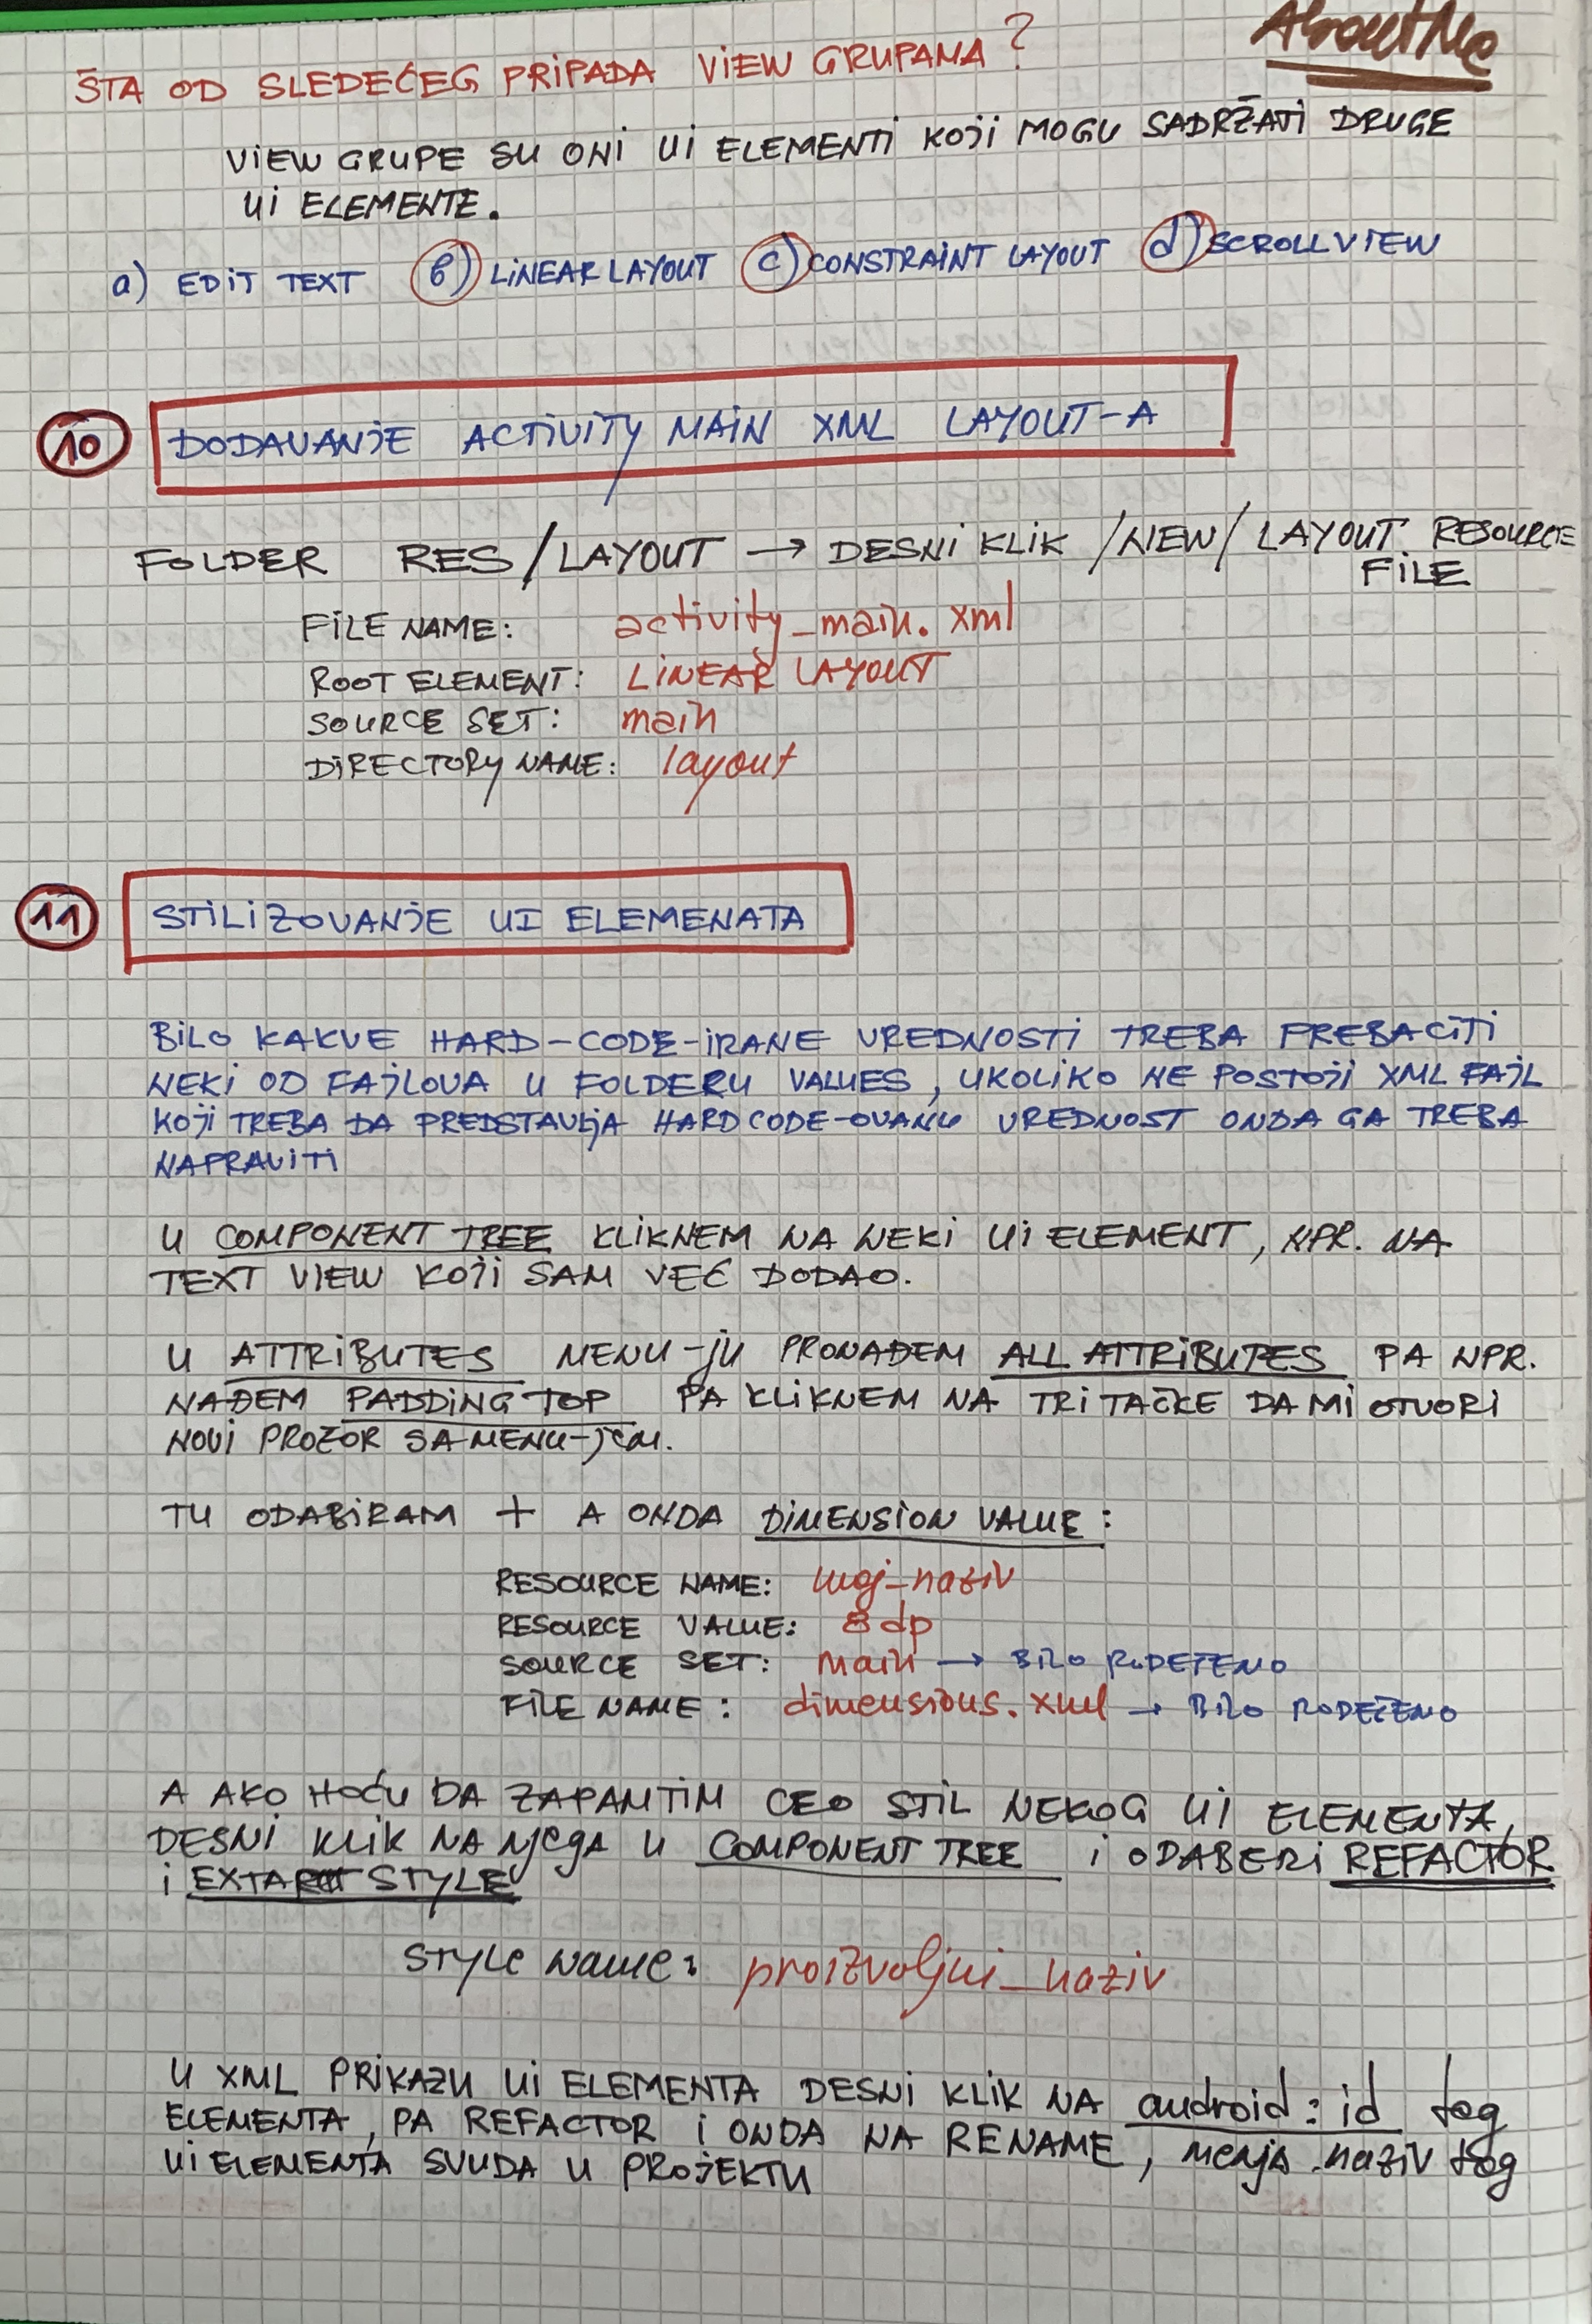 AboutMe
ŠTA OD SLEDEĆEG PRIPADA VIEW GRUPAMA?
VIEW GRUPE SU ONI UI ELEMENTI KOJI MOGU SADRŽATI DRUGE
UI ELEMENTE.
a) EDIT TEXT b) LINEAR LAYOUT c) CONSTRAINT LAYOUT d) SCROLL VIEW
10 DODAVANJE ACTIVITY MAIN XML LAYOUT-A
FOLDER RES/LAYOUT → DESNI KLIK /NEW/ LAYOUT RESOURCE
FILE
FILE NAME: activity_main.xml
ROOT ELEMENT: LINEAR LAYOUT
SOURCE SET: main
DIRECTORY NAME: layout
11 STILIZOVANJE UI ELEMENATA
BILO KAKVE HARD-CODE-IRANE VREDNOSTI TREBA PREBACITI
NEKI OD FAJLOVA U FOLDERU VALUES, UKOLIKO NE POSTOJI XML FAJL
KOJI TREBA DA PREDSTAVLJA HARDCODE-OVANU VREDNOST ONDA GA TREBA
NAPRAVITI
U COMPONENT TREE KLIKNEM NA NEKI UI ELEMENT, NPR. NA
TEXT VIEW KOJI SAM VEĆ DODAO.
U ATTRIBUTES MENU-JU PRONAĐEM ALL ATTRIBUTES PA NPR.
NAĐEM PADDING TOP PA KLIKNEM NA TRI TAČKE DA MI OTVORI
NOVI PROZOR SA MENU-JEM.
TU ODABIRAM + A ONDA DIMENSION VALUE:
RESOURCE NAME: moj_naziv
RESOURCE VALUE: 8dp
SOURCE SET: main → BILO PODEŠENO
FILE NAME: dimensions.xml → BILO PODEŠENO
A AKO HOĆU DA ZAPAMTIM CEO STIL NEKOG UI ELEMENTA,
DESNI KLIK NA NJEGA U COMPONENT TREE I ODABERI REFACTOR
I STYLE
STYLE NAME: proizvoljni_naziv
U XML PRIKAZU UI ELEMENTA DESNI KLIK NA android:id tog
ELEMENTA, PA REFACTOR I ONDA NA RENAME, menja naziv tog
UI ELEMENTA SVUDA U PROJEKTU